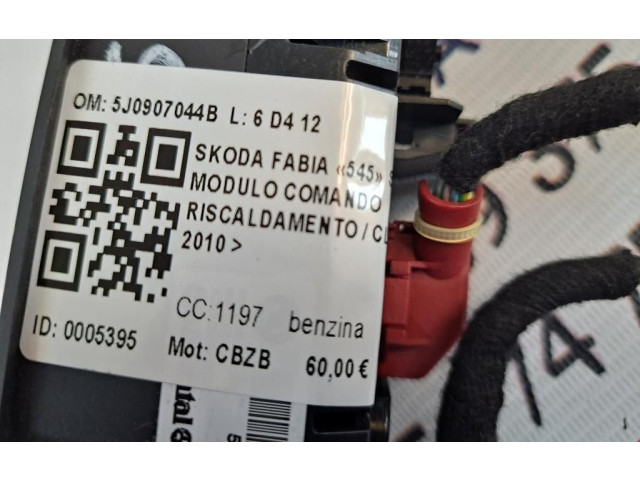 OM: 5J0907044B L: 6 D4 12
SKODA FABIA «545» S
MODULO COMANDO
RISCALDAMENTO / CL
2010 >
CC:1197 benzina
ID: 0005395 Mot: CBZB 60,00 €